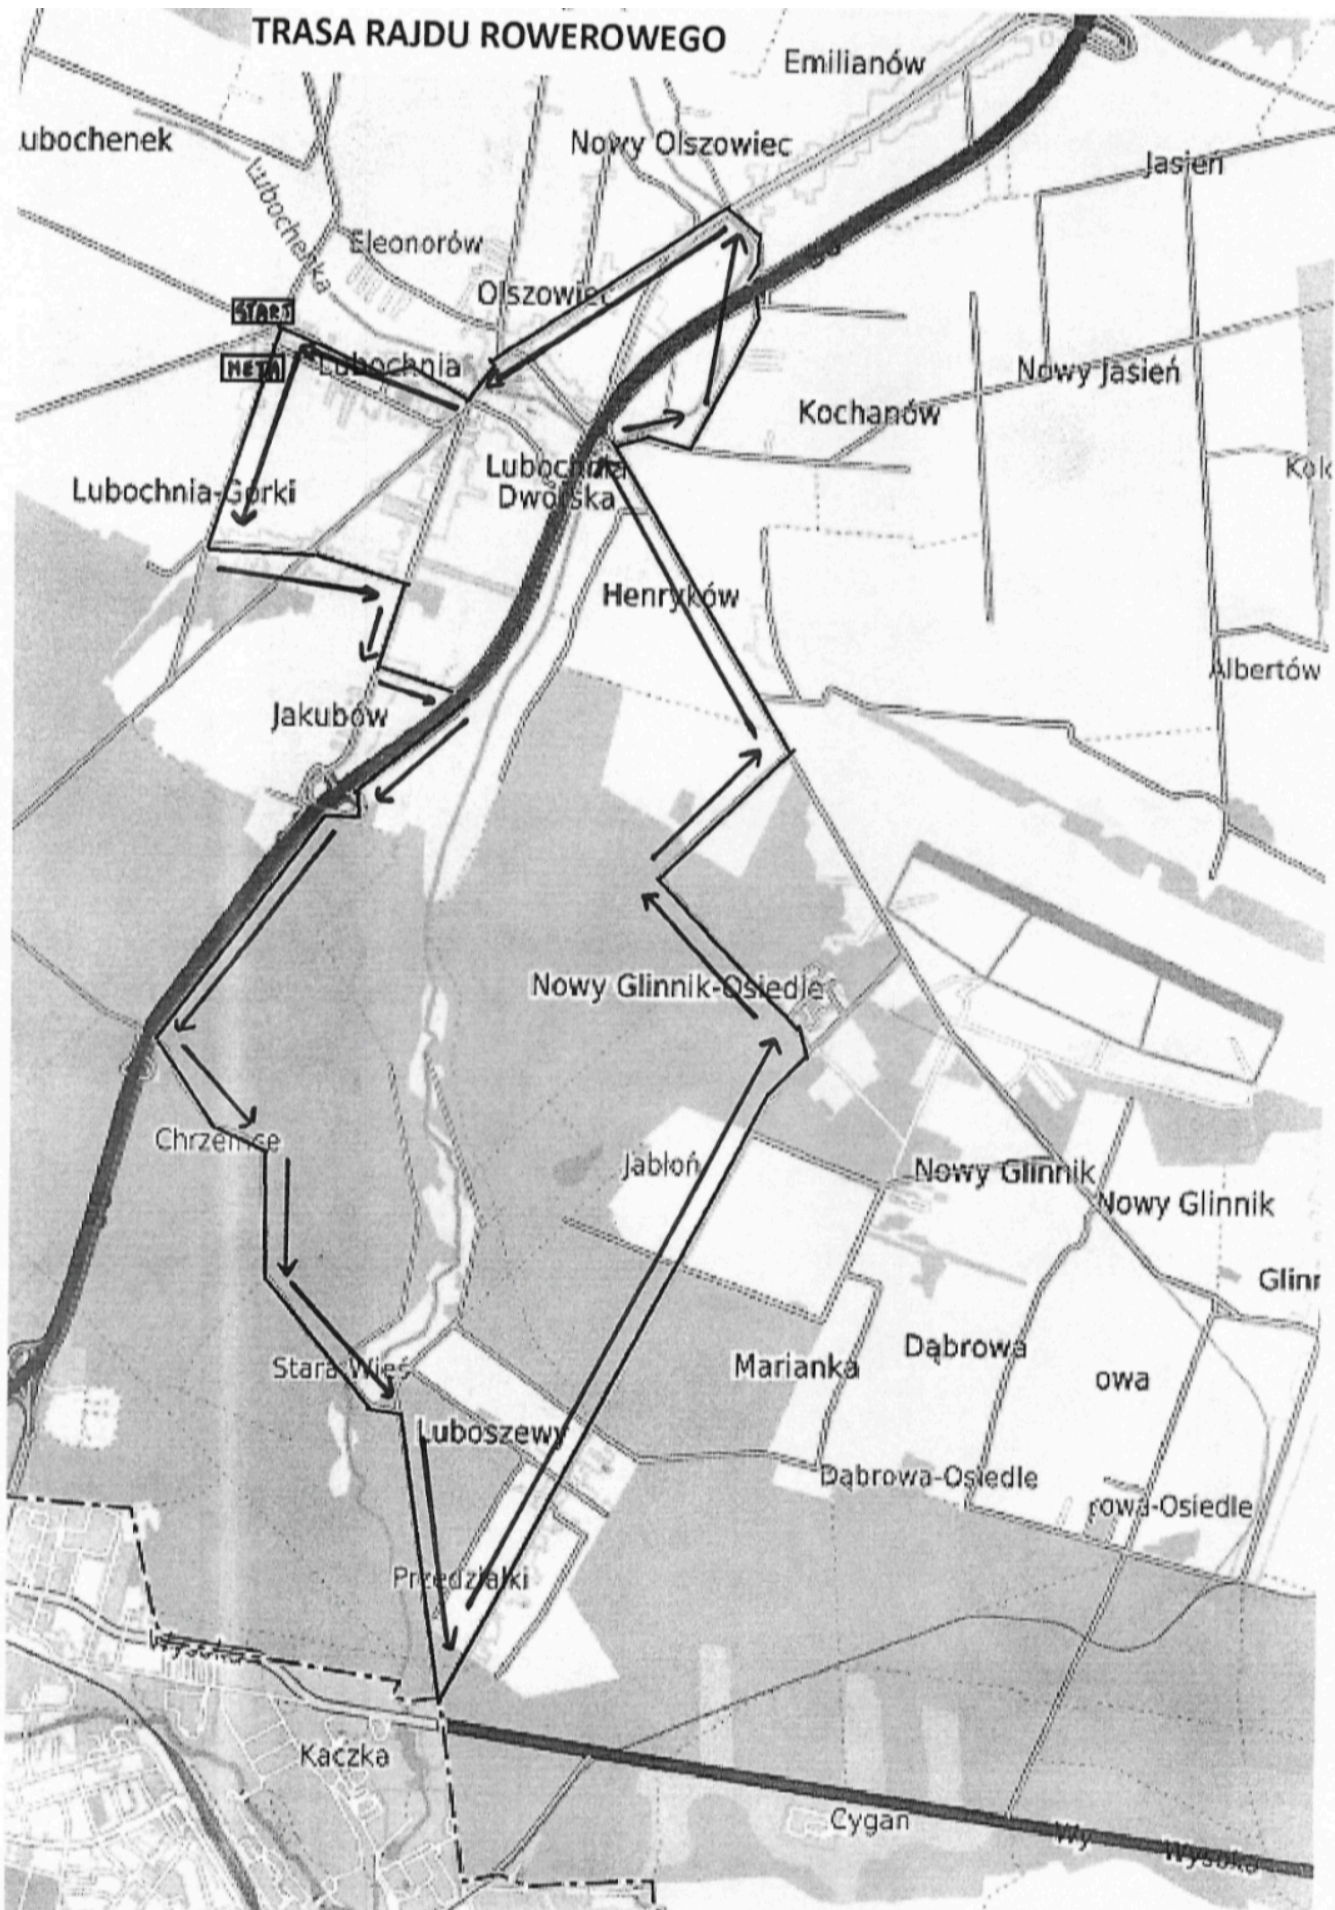 TRASA RAJDU ROWEROWEGO
Emilianów
Nowy Olszowiec
ubochenek
Jasień
Lubochenka
Eleonorów
Olszowiec
START
META
Lubochnia
Nowy Jasień
Kochanów
Lubochnia
Dworska
Kok
Lubochnia-Górki
Henryków
Albertów
Jakubów
Nowy Glinnik-Osiedle
Chrzemce
Jabłoń
Nowy Glinnik
Nowy Glinnik
Glinn
Stara Wieś
Marianka
Dąbrowa
owa
Luboszewy
Dąbrowa-Osiedle
rowa-Osiedle
Przedziałki
Wysoka
Kaczka
Cygan
Wy
Wysoka